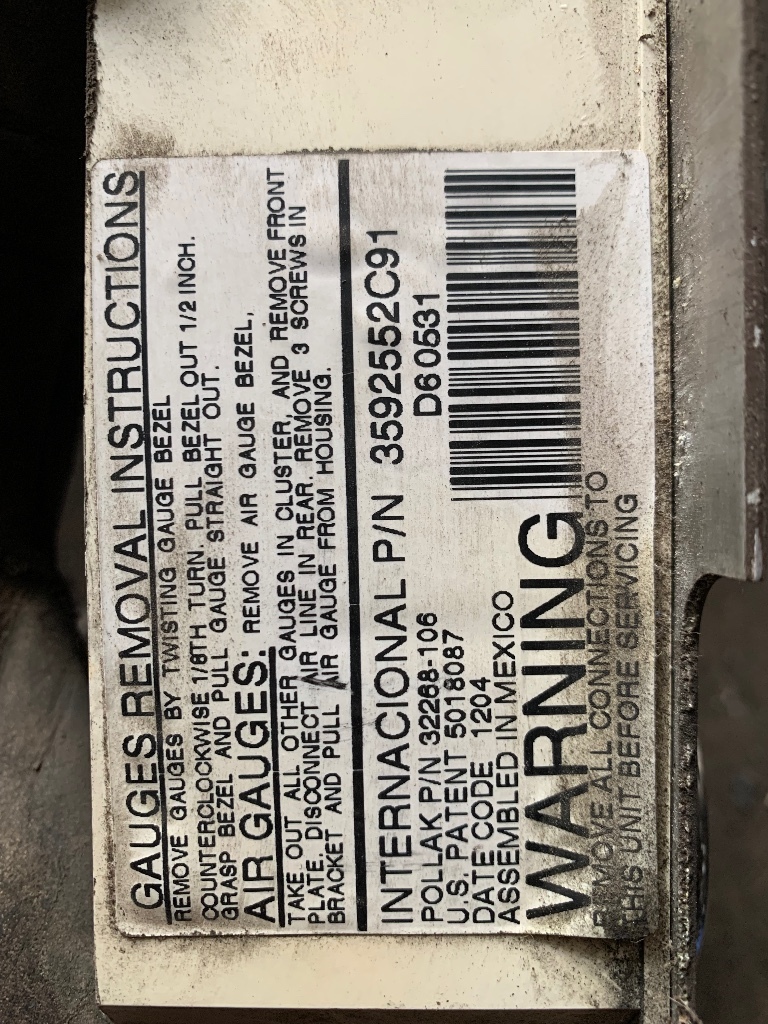 GAUGES REMOVAL INSTRUCTIONS
REMOVE GAUGES BY TWISTING GAUGE BEZEL
COUNTERCLOCKWISE 1/8TH TURN. PULL BEZEL OUT 1/2 INCH.
GRASP BEZEL AND PULL GAUGE STRAIGHT OUT.
AIR GAUGES: REMOVE AIR GAUGE BEZEL,
TAKE OUT ALL OTHER GAUGES IN CLUSTER, AND REMOVE FRONT
PLATE. DISCONNECT AIR LINE IN REAR. REMOVE 3 SCREWS IN
BRACKET AND PULL AIR GAUGE FROM HOUSING.
INTERNACIONAL P/N 3592552C91
POLLAK P/N 32268-106 D60531
U.S. PATENT 5018087
DATE CODE 1204
ASSEMBLED IN MEXICO
WARNING
REMOVE ALL CONNECTIONS TO
THIS UNIT BEFORE SERVICING